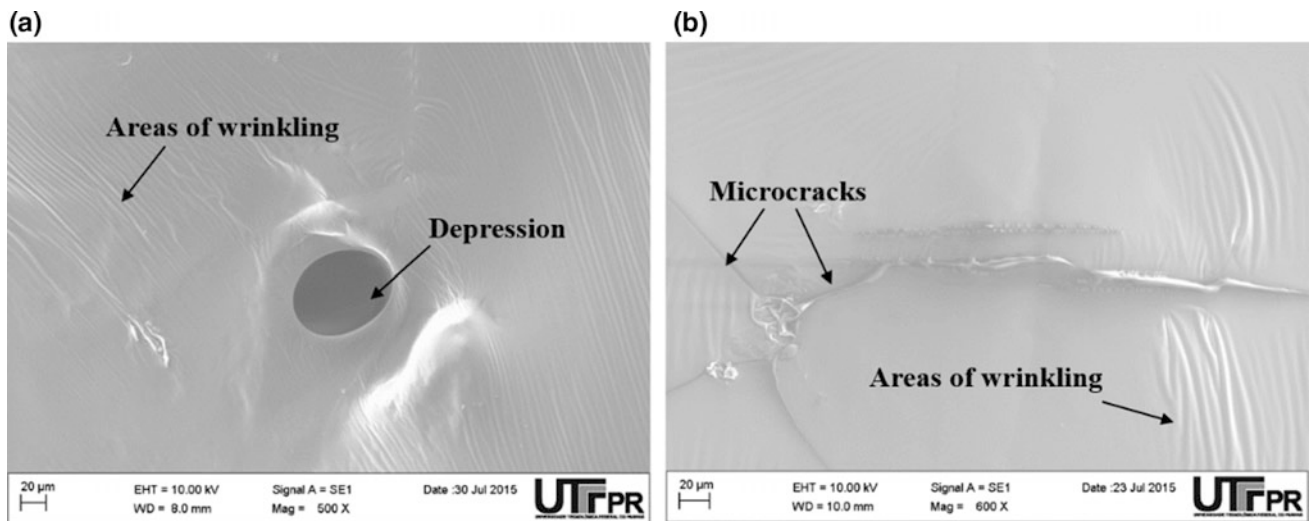 (a)
Areas of wrinkling
Depression
20 µm
EHT = 10.00 kV
WD = 8.0 mm
Signal A = SE1
Mag = 500 X
Date :30 Jul 2015
UTFPR
(b)
Microcracks
Areas of wrinkling
20 µm
EHT = 10.00 kV
WD = 10.0 mm
Signal A = SE1
Mag = 600 X
Date :23 Jul 2015
UTFPR